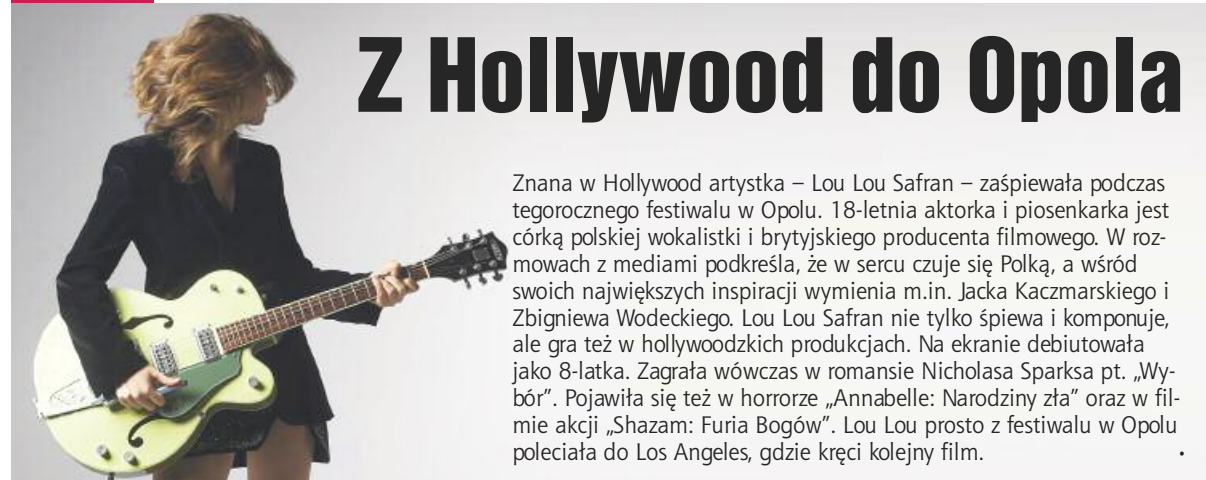 Z Hollywood do Opola
Znana w Hollywood artystka – Lou Lou Safran – zaśpiewała podczas
tegorocznego festiwalu w Opolu. 18-letnia aktorka i piosenkarka jest
córką polskiej wokalistki i brytyjskiego producenta filmowego. W roz-
mowach z mediami podkreśla, że w sercu czuje się Polką, a wśród
swoich największych inspiracji wymienia m.in. Jacka Kaczmarskiego i
Zbigniewa Wodeckiego. Lou Lou Safran nie tylko śpiewa i komponuje,
ale gra też w hollywoodzkich produkcjach. Na ekranie debiutowała
jako 8-latka. Zagrała wówczas w romansie Nicholasa Sparksa pt. „Wy-
bór”. Pojawiła się też w horrorze „Annabelle: Narodziny zła” oraz w fil-
mie akcji „Shazam: Furia Bogów”. Lou Lou prosto z festiwalu w Opolu
poleciała do Los Angeles, gdzie kręci kolejny film.